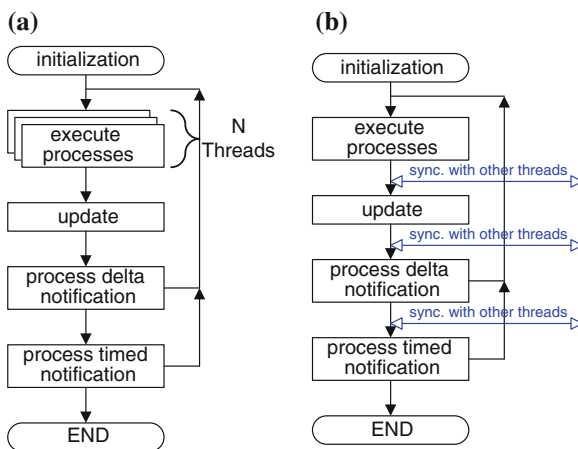 (a)
initialization
execute
processes
N
Threads
update
process delta
notification
process timed
notification
END
(b)
initialization
execute
processes
sync. with other threads
update
sync. with other threads
process delta
notification
sync. with other threads
process timed
notification
END